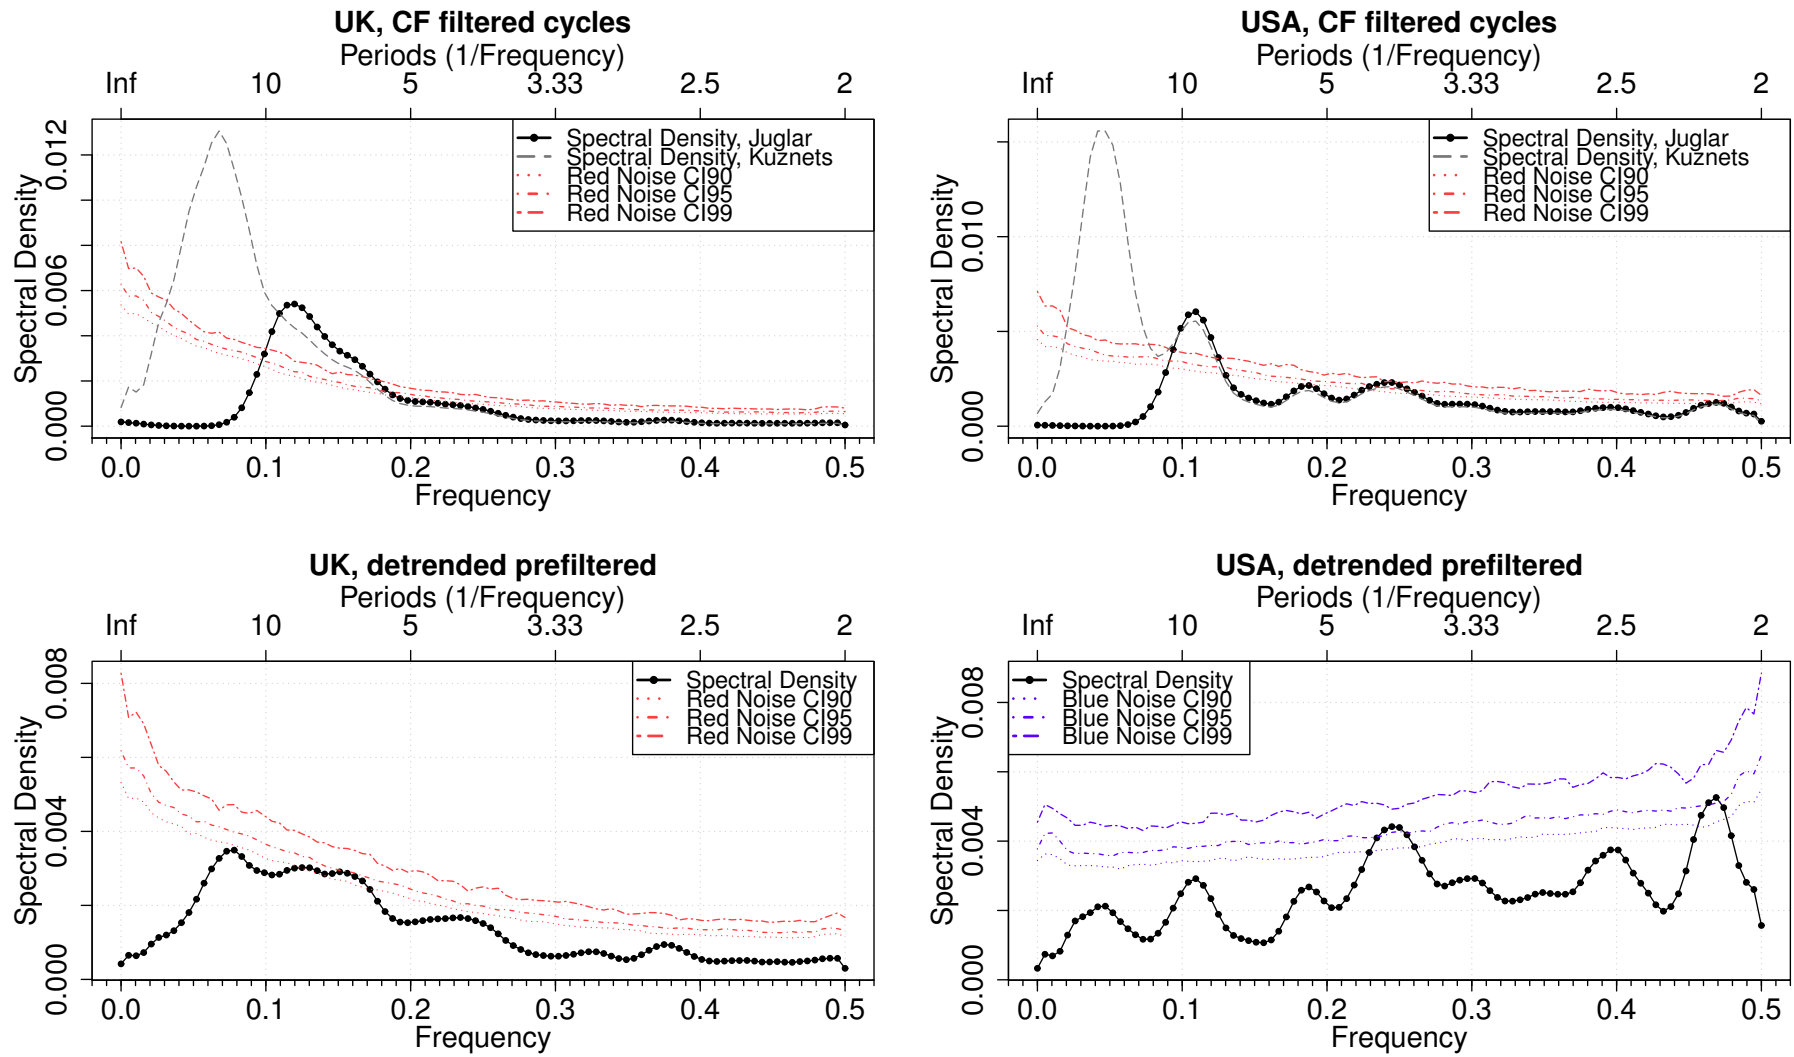 UK, CF filtered cycles
Periods (1/Frequency)
Inf 10 5 3.33 2.5 2
Spectral Density
0.000 0.006 0.012
Spectral Density, Juglar
Spectral Density, Kuznets
Red Noise CI90
Red Noise CI95
Red Noise CI99
0.0 0.1 0.2 0.3 0.4 0.5
Frequency
USA, CF filtered cycles
Periods (1/Frequency)
Inf 10 5 3.33 2.5 2
Spectral Density
0.000 0.010
Spectral Density, Juglar
Spectral Density, Kuznets
Red Noise CI90
Red Noise CI95
Red Noise CI99
0.0 0.1 0.2 0.3 0.4 0.5
Frequency
UK, detrended prefiltered
Periods (1/Frequency)
Inf 10 5 3.33 2.5 2
Spectral Density
0.000 0.004 0.008
Spectral Density
Red Noise CI90
Red Noise CI95
Red Noise CI99
0.0 0.1 0.2 0.3 0.4 0.5
Frequency
USA, detrended prefiltered
Periods (1/Frequency)
Inf 10 5 3.33 2.5 2
Spectral Density
0.000 0.004 0.008
Spectral Density
Blue Noise CI90
Blue Noise CI95
Blue Noise CI99
0.0 0.1 0.2 0.3 0.4 0.5
Frequency